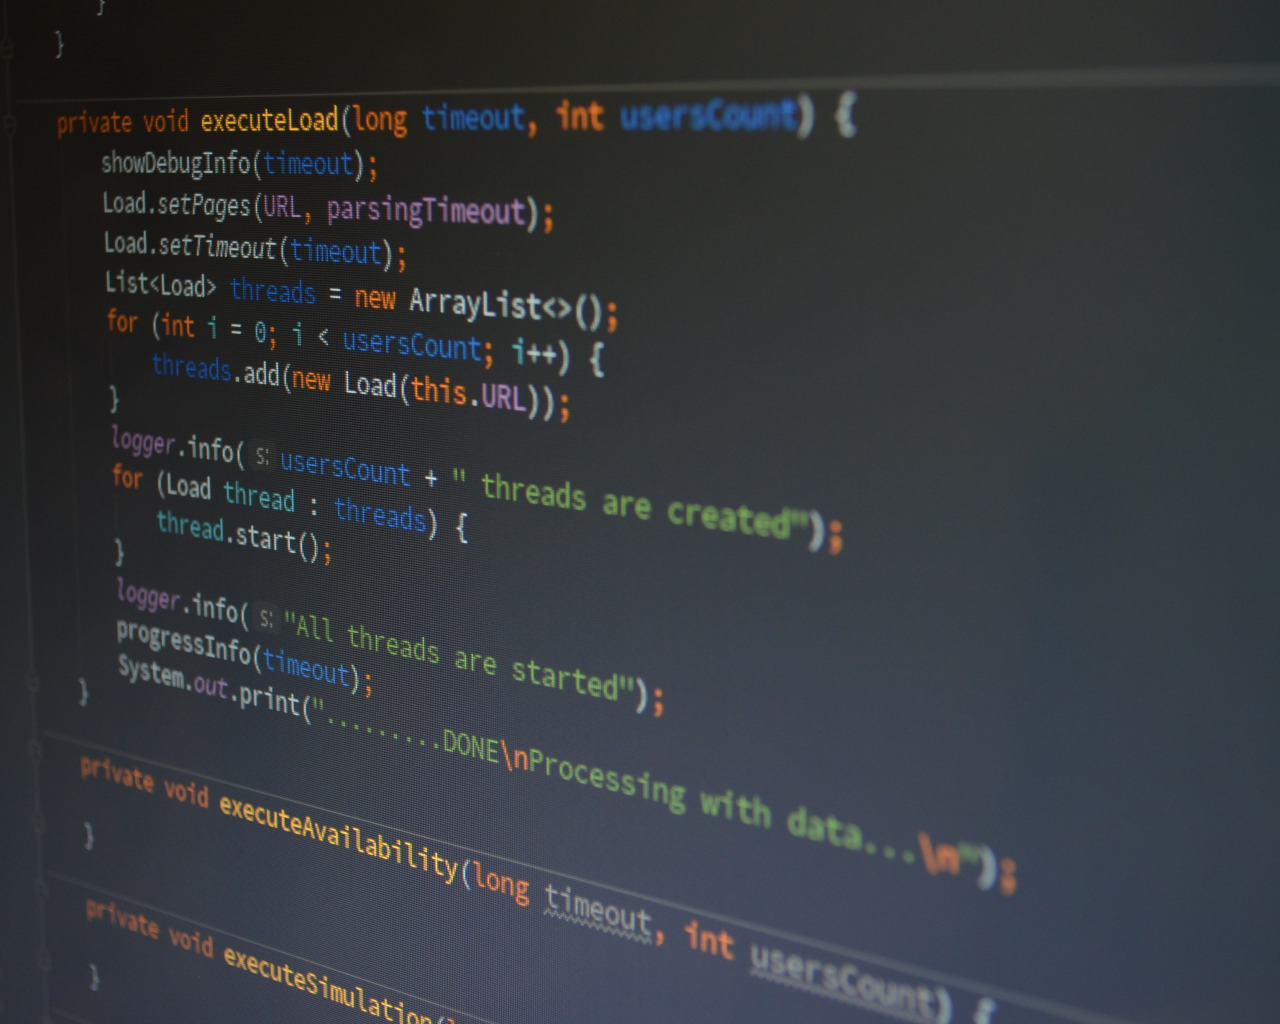 }
}
private void executeLoad(long timeout, int usersCount) {
showDebugInfo(timeout);
Load.setPages(URL, parsingTimeout);
Load.setTimeout(timeout);
List<Load> threads = new ArrayList<>();
for (int i = 0; i < usersCount; i++) {
threads.add(new Load(this.URL));
}
logger.info( s: usersCount + " threads are created");
for (Load thread : threads) {
thread.start();
}
logger.info( s: "All threads are started");
progressInfo(timeout);
System.out.print(".........DONE\nProcessing with data...\n");
}
private void executeAvailability(long timeout, int usersCount) {
}
private void executeSimulation(
}